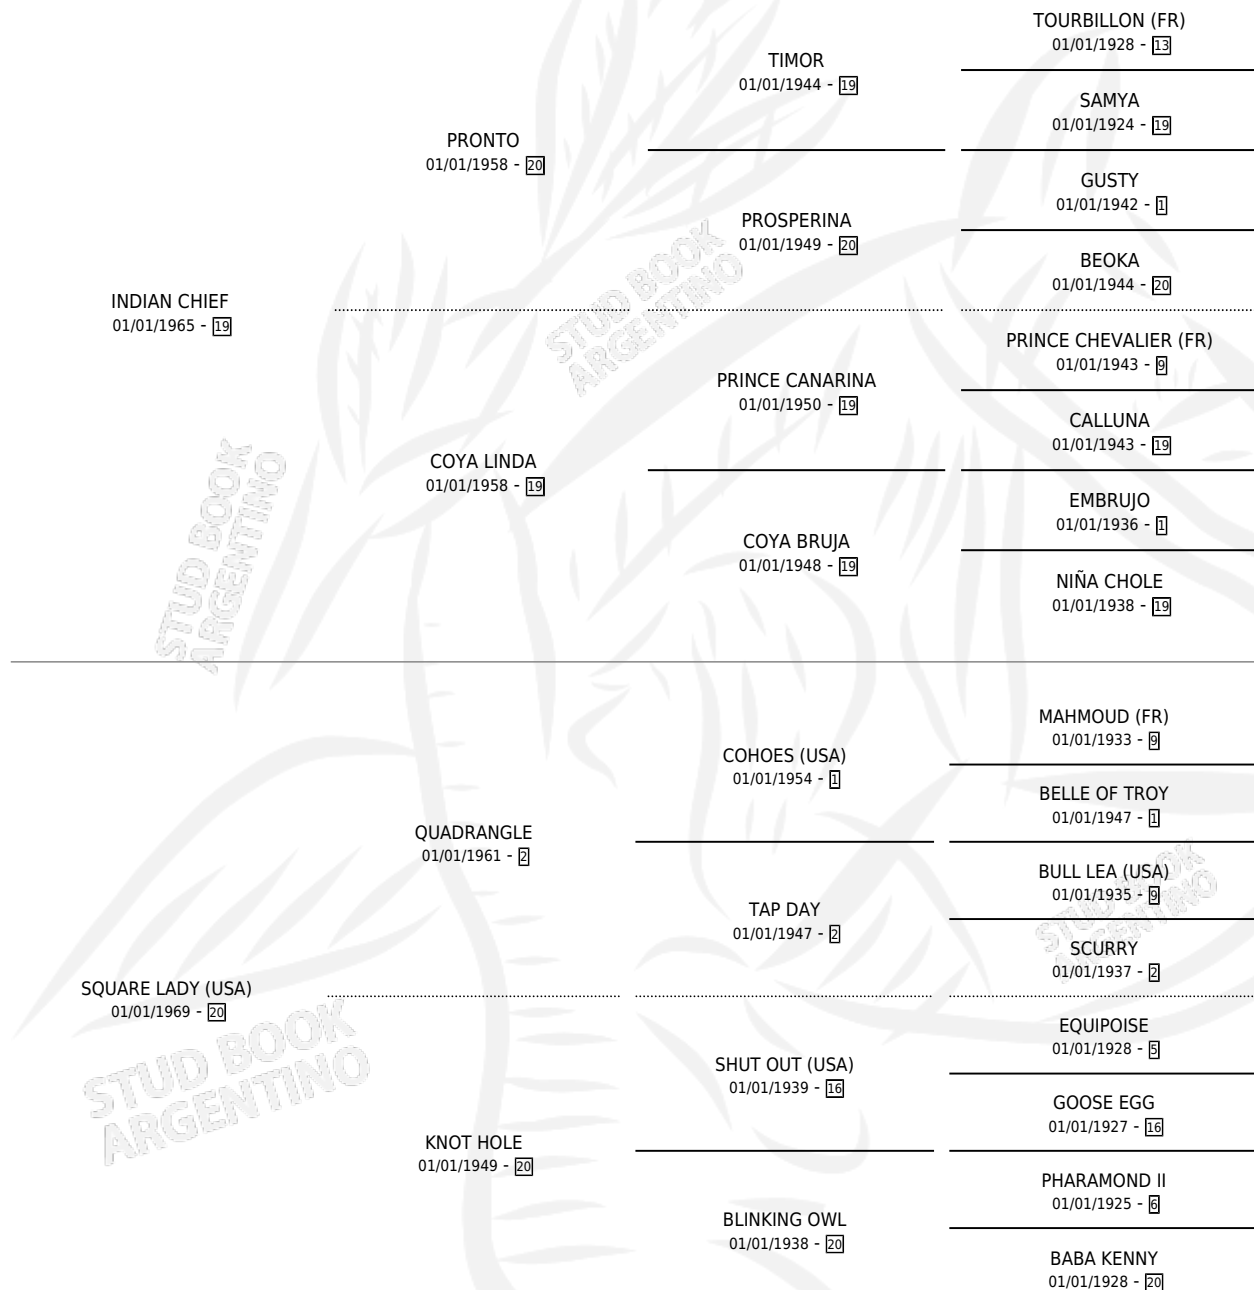 TOURBILLON (FR)
01/01/1928 - 13
TIMOR
01/01/1944 - 19
SAMYA
01/01/1924 - 19
PRONTO
01/01/1958 - 20
GUSTY
01/01/1942 - 1
PROSPERINA
01/01/1949 - 20
BEOKA
01/01/1944 - 20
INDIAN CHIEF
01/01/1965 - 19
STUD BOOK
ARGENTINO
PRINCE CHEVALIER (FR)
01/01/1943 - 9
PRINCE CANARINA
01/01/1950 - 19
CALLUNA
01/01/1943 - 19
COYA LINDA
01/01/1958 - 19
EMBRUJO
01/01/1936 - 1
COYA BRUJA
01/01/1948 - 19
NIÑA CHOLE
01/01/1938 - 19
STUD BOOK
ARGENTINO
MAHMOUD (FR)
01/01/1933 - 9
COHOES (USA)
01/01/1954 - 1
BELLE OF TROY
01/01/1947 - 1
QUADRANGLE
01/01/1961 - 2
BULL LEA (USA)
01/01/1935 - 9
TAP DAY
01/01/1947 - 2
SCURRY
01/01/1937 - 2
STUD BOOK
ARGENTINO
SQUARE LADY (USA)
01/01/1969 - 20
EQUIPOISE
01/01/1928 - 5
SHUT OUT (USA)
01/01/1939 - 16
GOOSE EGG
01/01/1927 - 16
STUD BOOK
ARGENTINO
KNOT HOLE
01/01/1949 - 20
PHARAMOND II
01/01/1925 - 6
BLINKING OWL
01/01/1938 - 20
BABA KENNY
01/01/1928 - 20